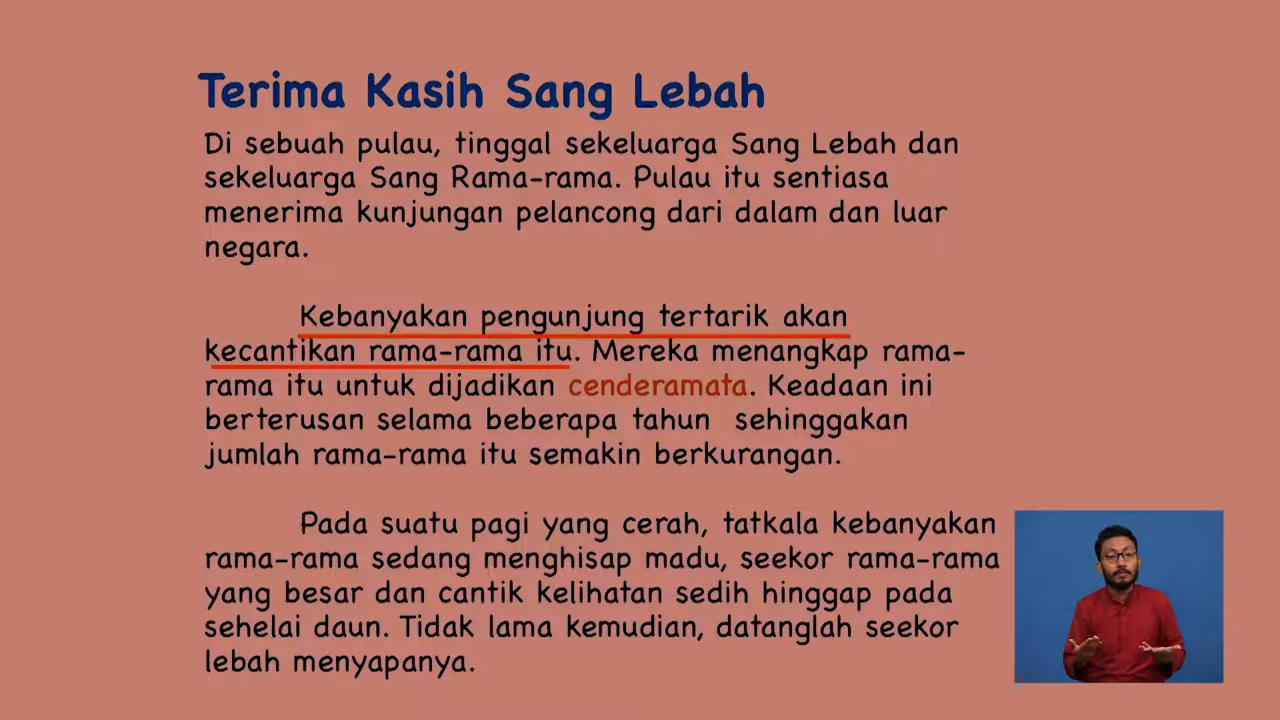 Terima Kasih Sang Lebah
Di sebuah pulau, tinggal sekeluarga Sang Lebah dan
sekeluarga Sang Rama-rama. Pulau itu sentiasa
menerima kunjungan pelancong dari dalam dan luar
negara.
Kebanyakan pengunjung tertarik akan
kecantikan rama-rama itu. Mereka menangkap rama-
rama itu untuk dijadikan cenderamata. Keadaan ini
berterusan selama beberapa tahun sehinggakan
jumlah rama-rama itu semakin berkurangan.
Pada suatu pagi yang cerah, tatkala kebanyakan
rama-rama sedang menghisap madu, seekor rama-rama
yang besar dan cantik kelihatan sedih hinggap pada
sehelai daun. Tidak lama kemudian, datanglah seekor
lebah menyapanya.